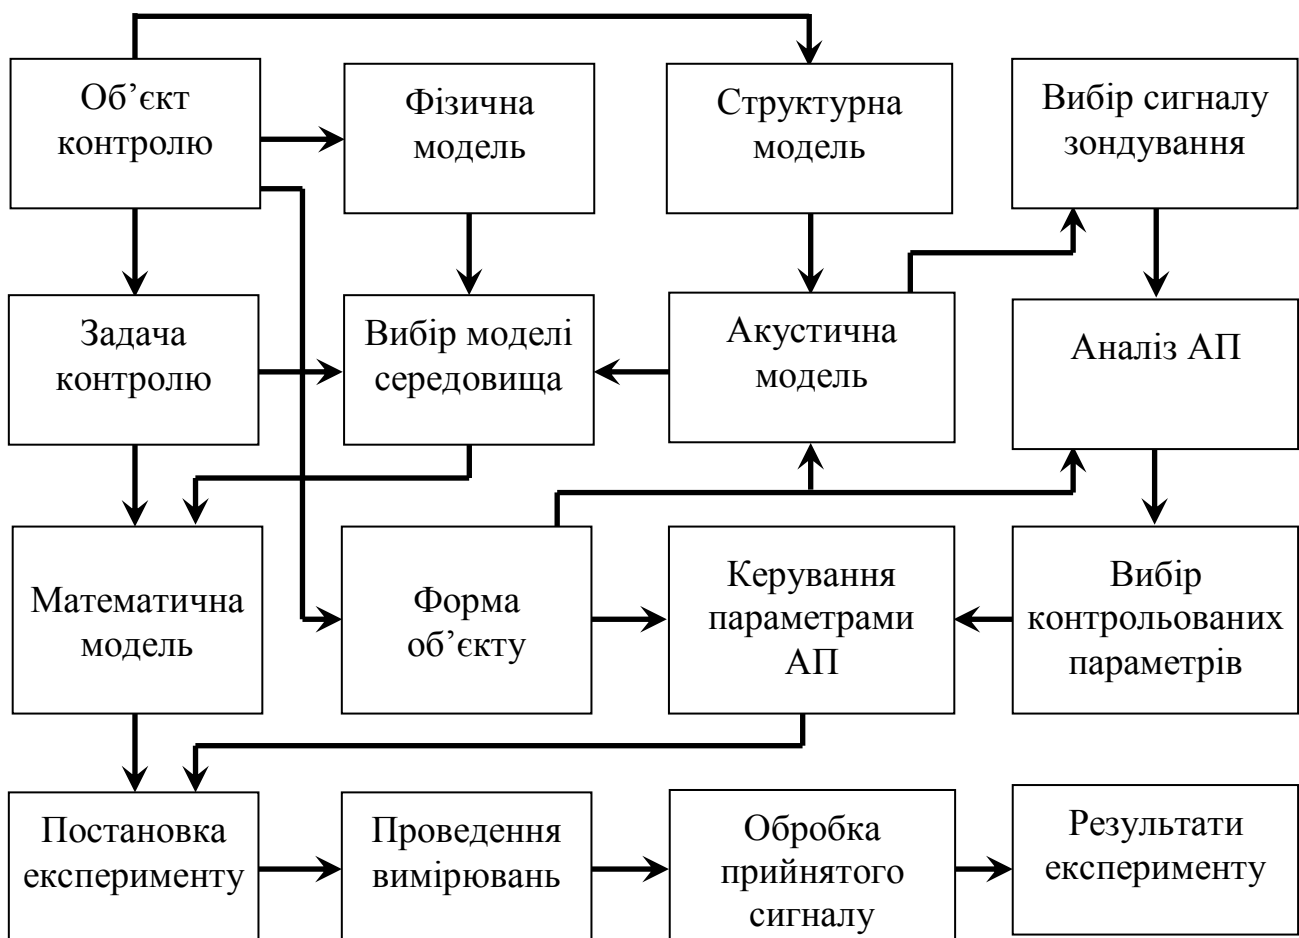 Об’єкт
контролю
Фізична
модель
Структурна
модель
Вибір сигналу
зондування
Задача
контролю
Вибір моделі
середовища
Акустична
модель
Аналіз АП
Математична
модель
Форма
об’єкту
Керування
параметрами
АП
Вибір
контрольованих
параметрів
Постановка
експерименту
Проведення
вимірювань
Обробка
прийнятого
сигналу
Результати
експерименту